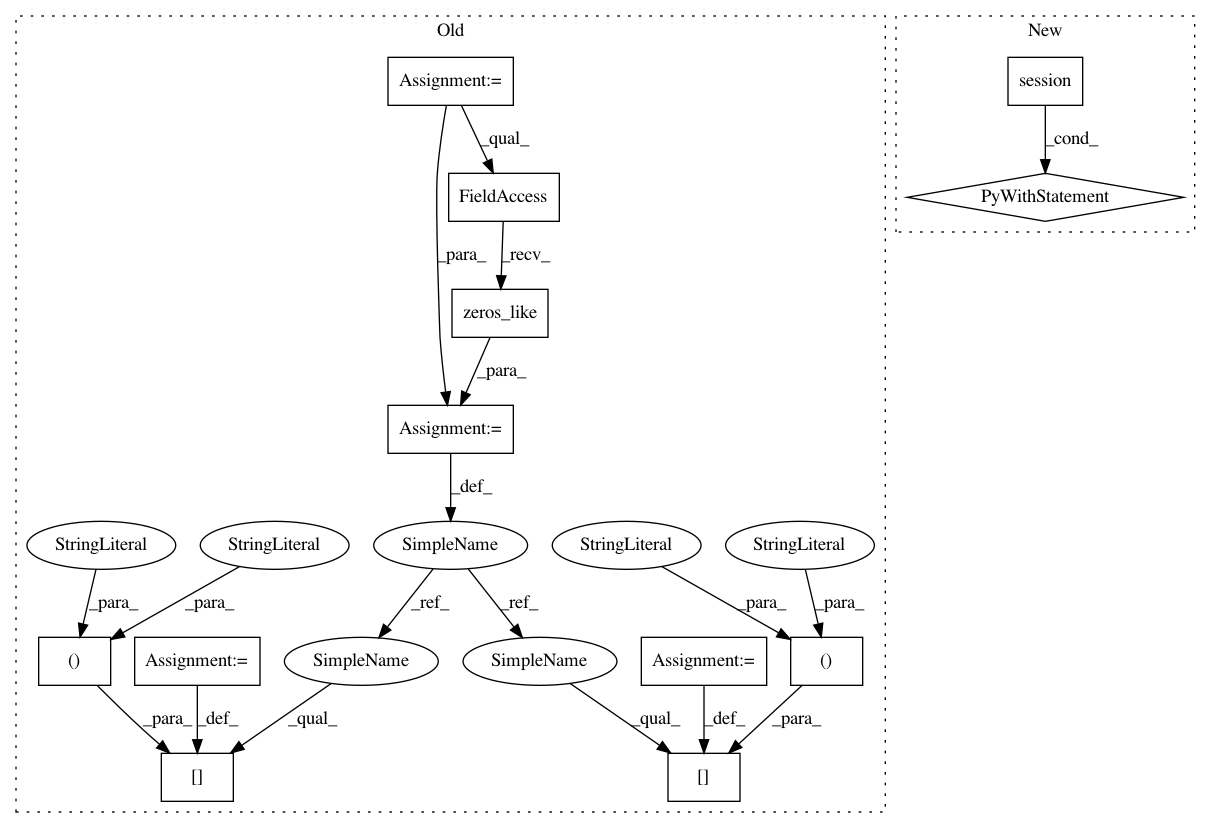 Old
New
Assignment:=
session
_qual_
_cond_
FieldAccess
PyWithStatement
_para_
_recv_
zeros_like
_para_
Assignment:=
_def_
StringLiteral
StringLiteral
SimpleName
StringLiteral
StringLiteral
_para_
_para_
_ref_
_ref_
_para_
_para_
()
Assignment:=
SimpleName
SimpleName
Assignment:=
()
_para_
_def_
_qual_
_qual_
_def_
_para_
[]
[]